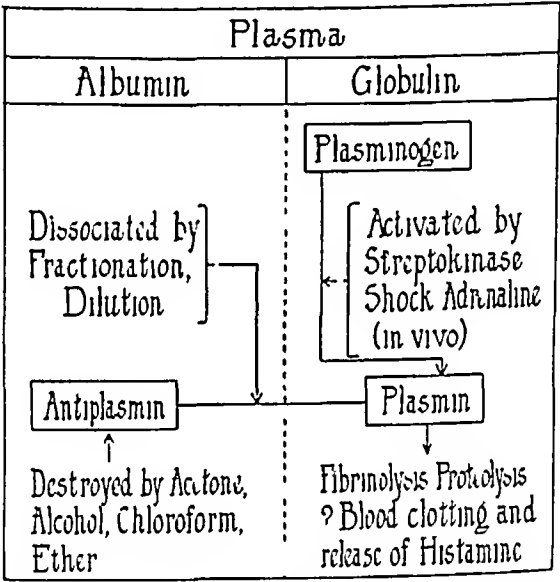 Plasma
Albumin
Globulin
Plasminogen
Dissociated by
Fractionation,
Dilution
Activated by
Streptokinase
Shock Adrenaline
(in vivo)
Antiplasmin
Plasmin
Destroyed by Acetone,
Alcohol, Chloroform,
Ether
Fibrinolysis Proteolysis
? Blood clotting and
release of Histamine